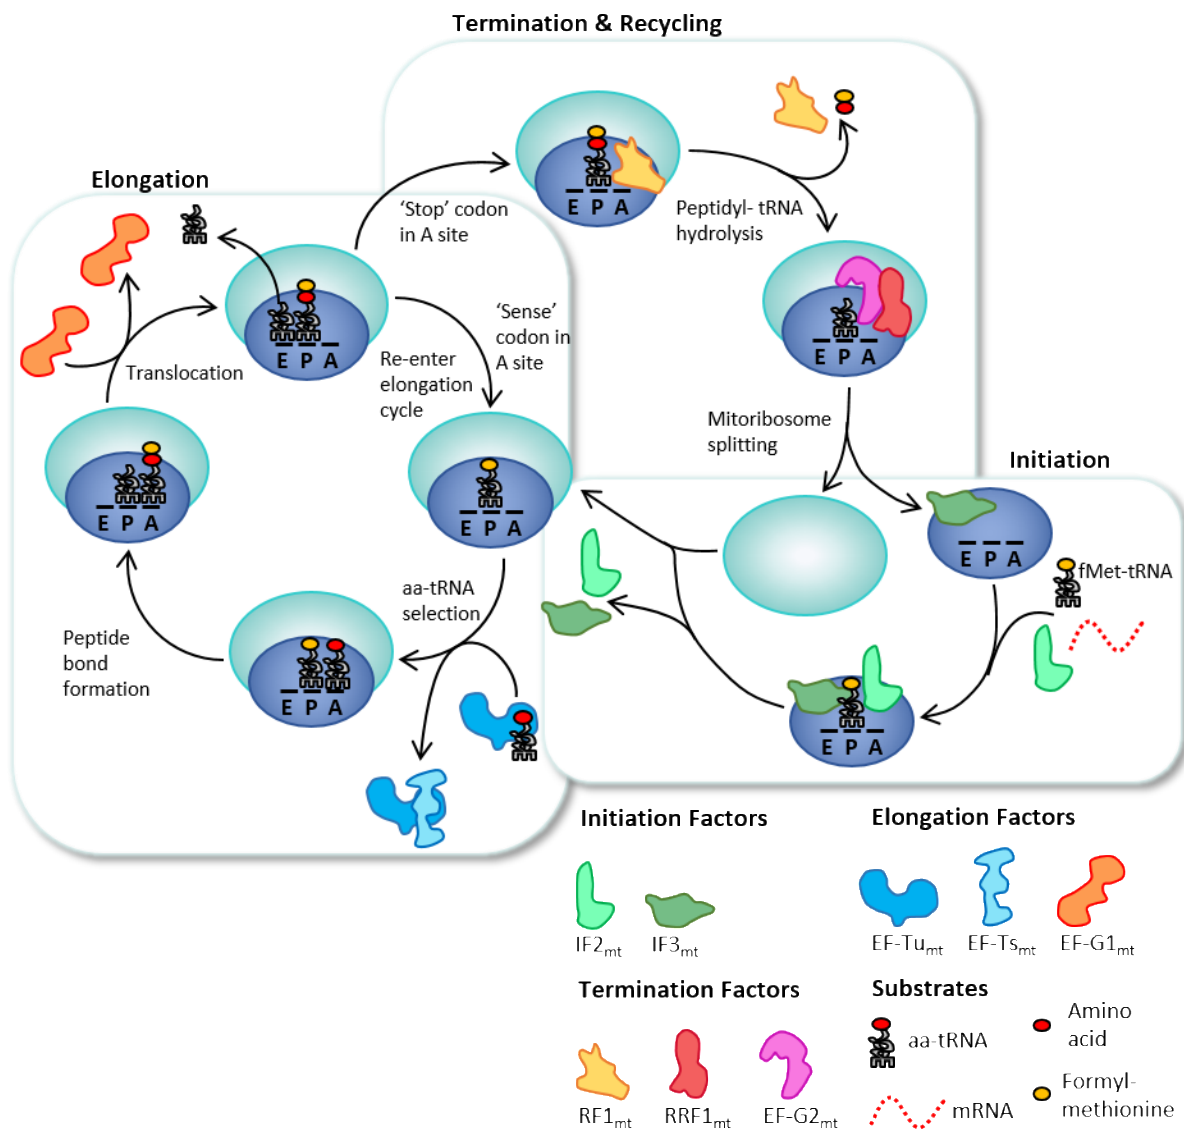 Termination & Recycling
Elongation
'Stop' codon
in A site
E P A
Peptidyl- tRNA
hydrolysis
E P A
'Sense'
codon in
A site
Re-enter
elongation
cycle
Translocation
E P A
Mitoribosome
splitting
Initiation
E P A
E P A
E P A
fMet-tRNA
aa-tRNA
selection
Peptide
bond
formation
E P A
E P A
Initiation Factors
IF2mt
IF3mt
Elongation Factors
EF-Tumt
EF-Tsmt
EF-G1mt
Termination Factors
RF1mt
RRF1mt
EF-G2mt
Substrates
aa-tRNA
Amino
acid
mRNA
Formyl-
methionine